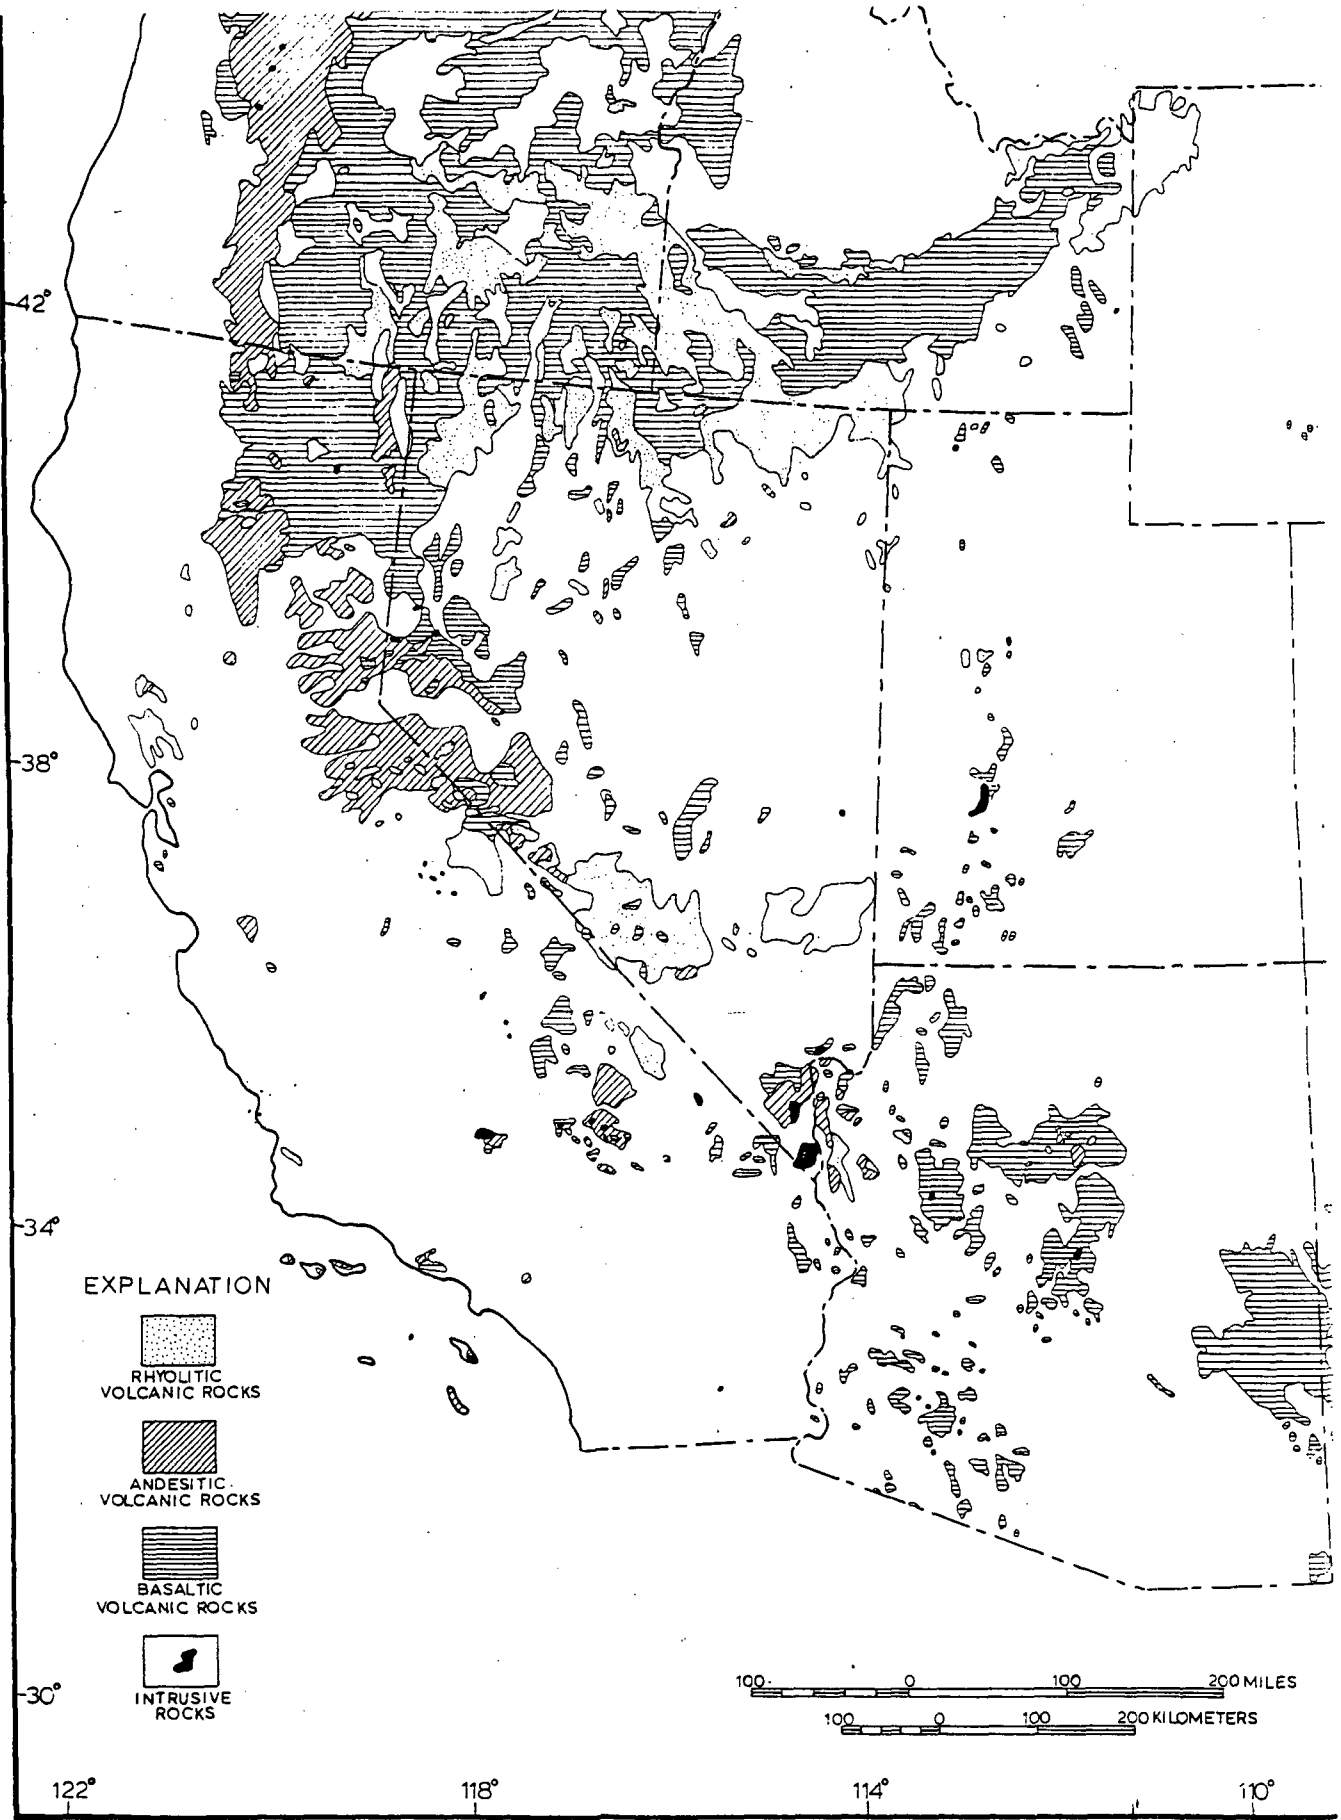 42°
38°
34°
EXPLANATION
RHYOLITIC
VOLCANIC ROCKS
ANDESITIC
VOLCANIC ROCKS
BASALTIC
VOLCANIC ROCKS
INTRUSIVE
ROCKS
30°
100 0 100 200 MILES
100 0 100 200 KILOMETERS
122° 118° 114° 110°